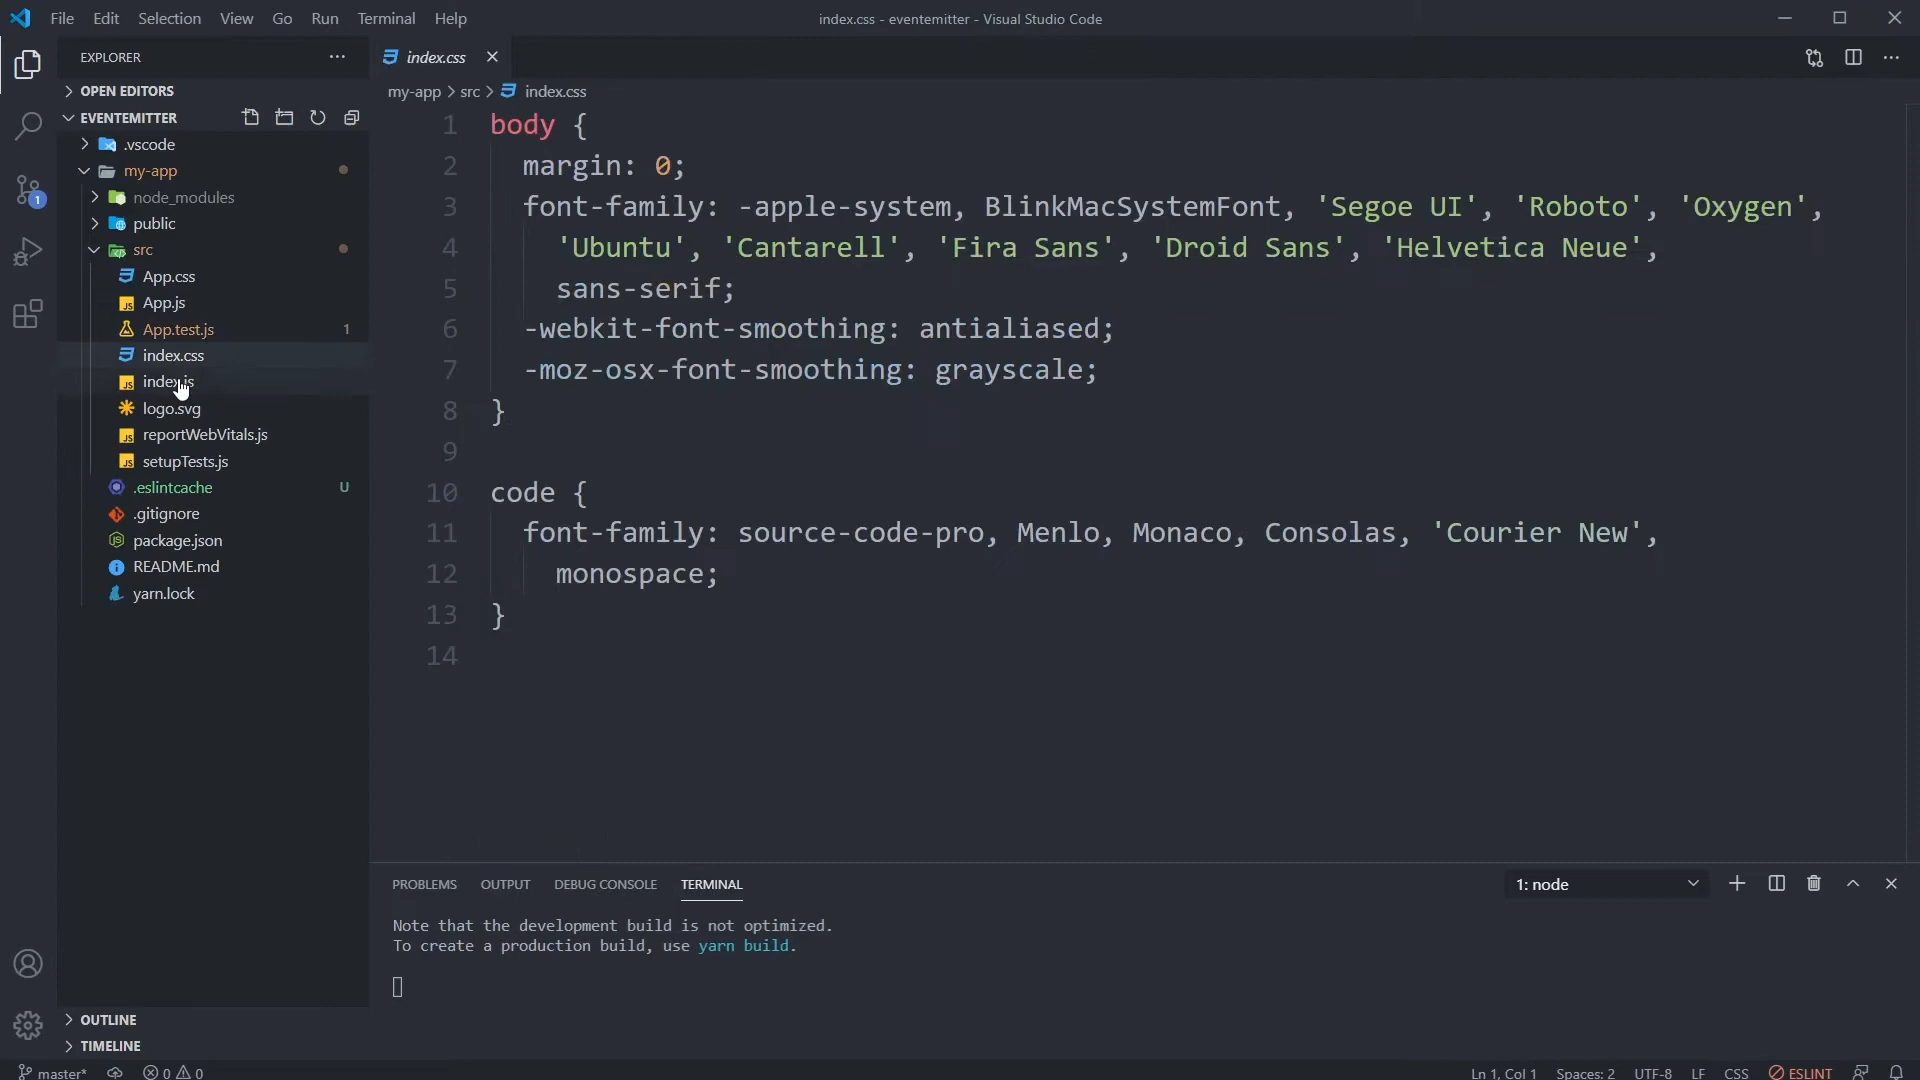 File Edit Selection View Go Run Terminal Help
index.css - eventemitter - Visual Studio Code
EXPLORER
index.css
OPEN EDITORS
my-app > src > index.css
EVENTEMITTER
.vscode
my-app
node_modules
public
src
App.css
App.js
App.test.js 1
index.css
index.js
logo.svg
reportWebVitals.js
setupTests.js
.eslintcache U
.gitignore
package.json
README.md
yarn.lock
1
1 body {
2 margin: 0;
3 font-family: -apple-system, BlinkMacSystemFont, 'Segoe UI', 'Roboto', 'Oxygen',
4 'Ubuntu', 'Cantarell', 'Fira Sans', 'Droid Sans', 'Helvetica Neue',
5 sans-serif;
6 -webkit-font-smoothing: antialiased;
7 -moz-osx-font-smoothing: grayscale;
8 }
9
10 code {
11 font-family: source-code-pro, Menlo, Monaco, Consolas, 'Courier New',
12 monospace;
13 }
14
PROBLEMS OUTPUT DEBUG CONSOLE TERMINAL
1: node
Note that the development build is not optimized.
To create a production build, use yarn build.
OUTLINE
TIMELINE
master* 0 0
Ln 1, Col 1 Spaces: 2 UTF-8 LF CSS ESLINT